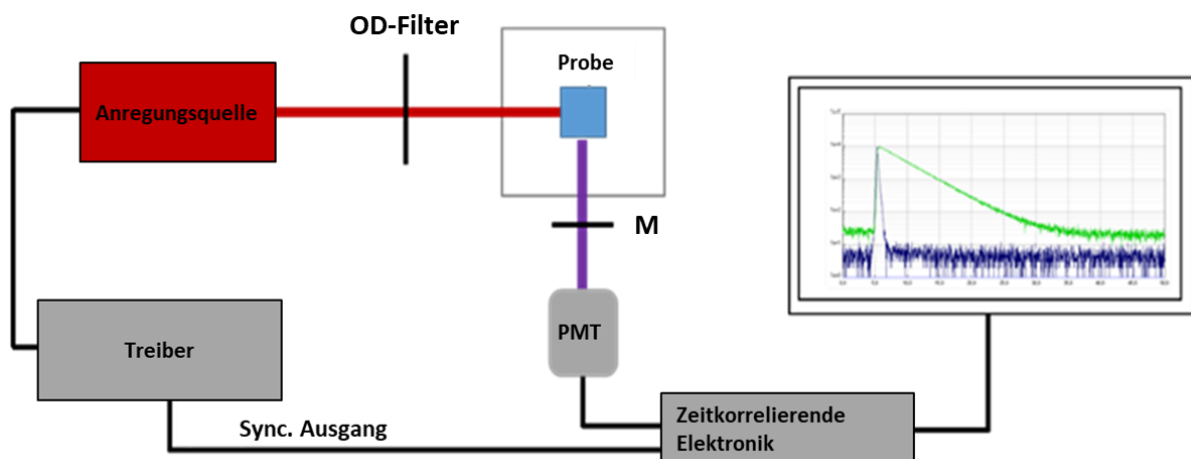 OD-Filter
Probe
Anregungsquelle
M
PMT
Treiber
Zeitkorrelierende
Elektronik
Sync. Ausgang